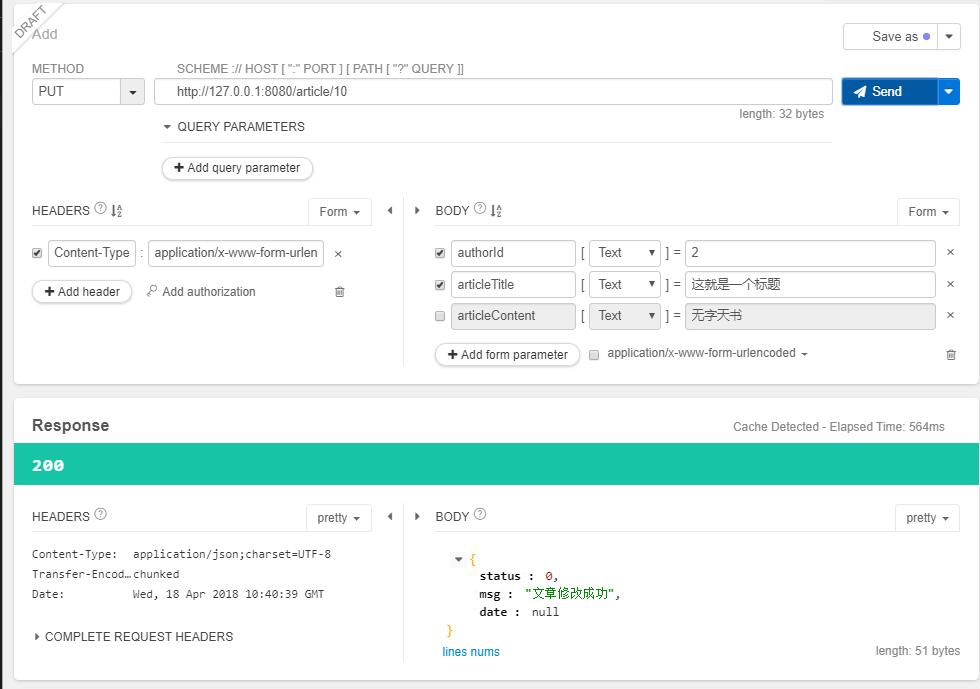 DRAFT
Add
Save as
METHOD SCHEME :// HOST [ ":" PORT ] [ PATH [ "?" QUERY ]]
PUT http://127.0.0.1:8080/article/10 Send
length: 32 bytes
QUERY PARAMETERS
+ Add query parameter
HEADERS ? Form BODY ? Form
Content-Type : application/x-www-form-urlen × authorId [ Text ] = 2 ×
articleTitle [ Text ] = 这就是一个标题 ×
+ Add header Add authorization
articleContent [ Text ] = 无字天书 ×
+ Add form parameter application/x-www-form-urlencoded
Response Cache Detected - Elapsed Time: 564ms
200
HEADERS ? pretty BODY ? pretty
Content-Type: application/json;charset=UTF-8
Transfer-Encod… chunked
Date: Wed, 18 Apr 2018 10:40:39 GMT
COMPLETE REQUEST HEADERS
{
status : 0,
msg : "文章修改成功",
date : null
}
lines nums length: 51 bytes